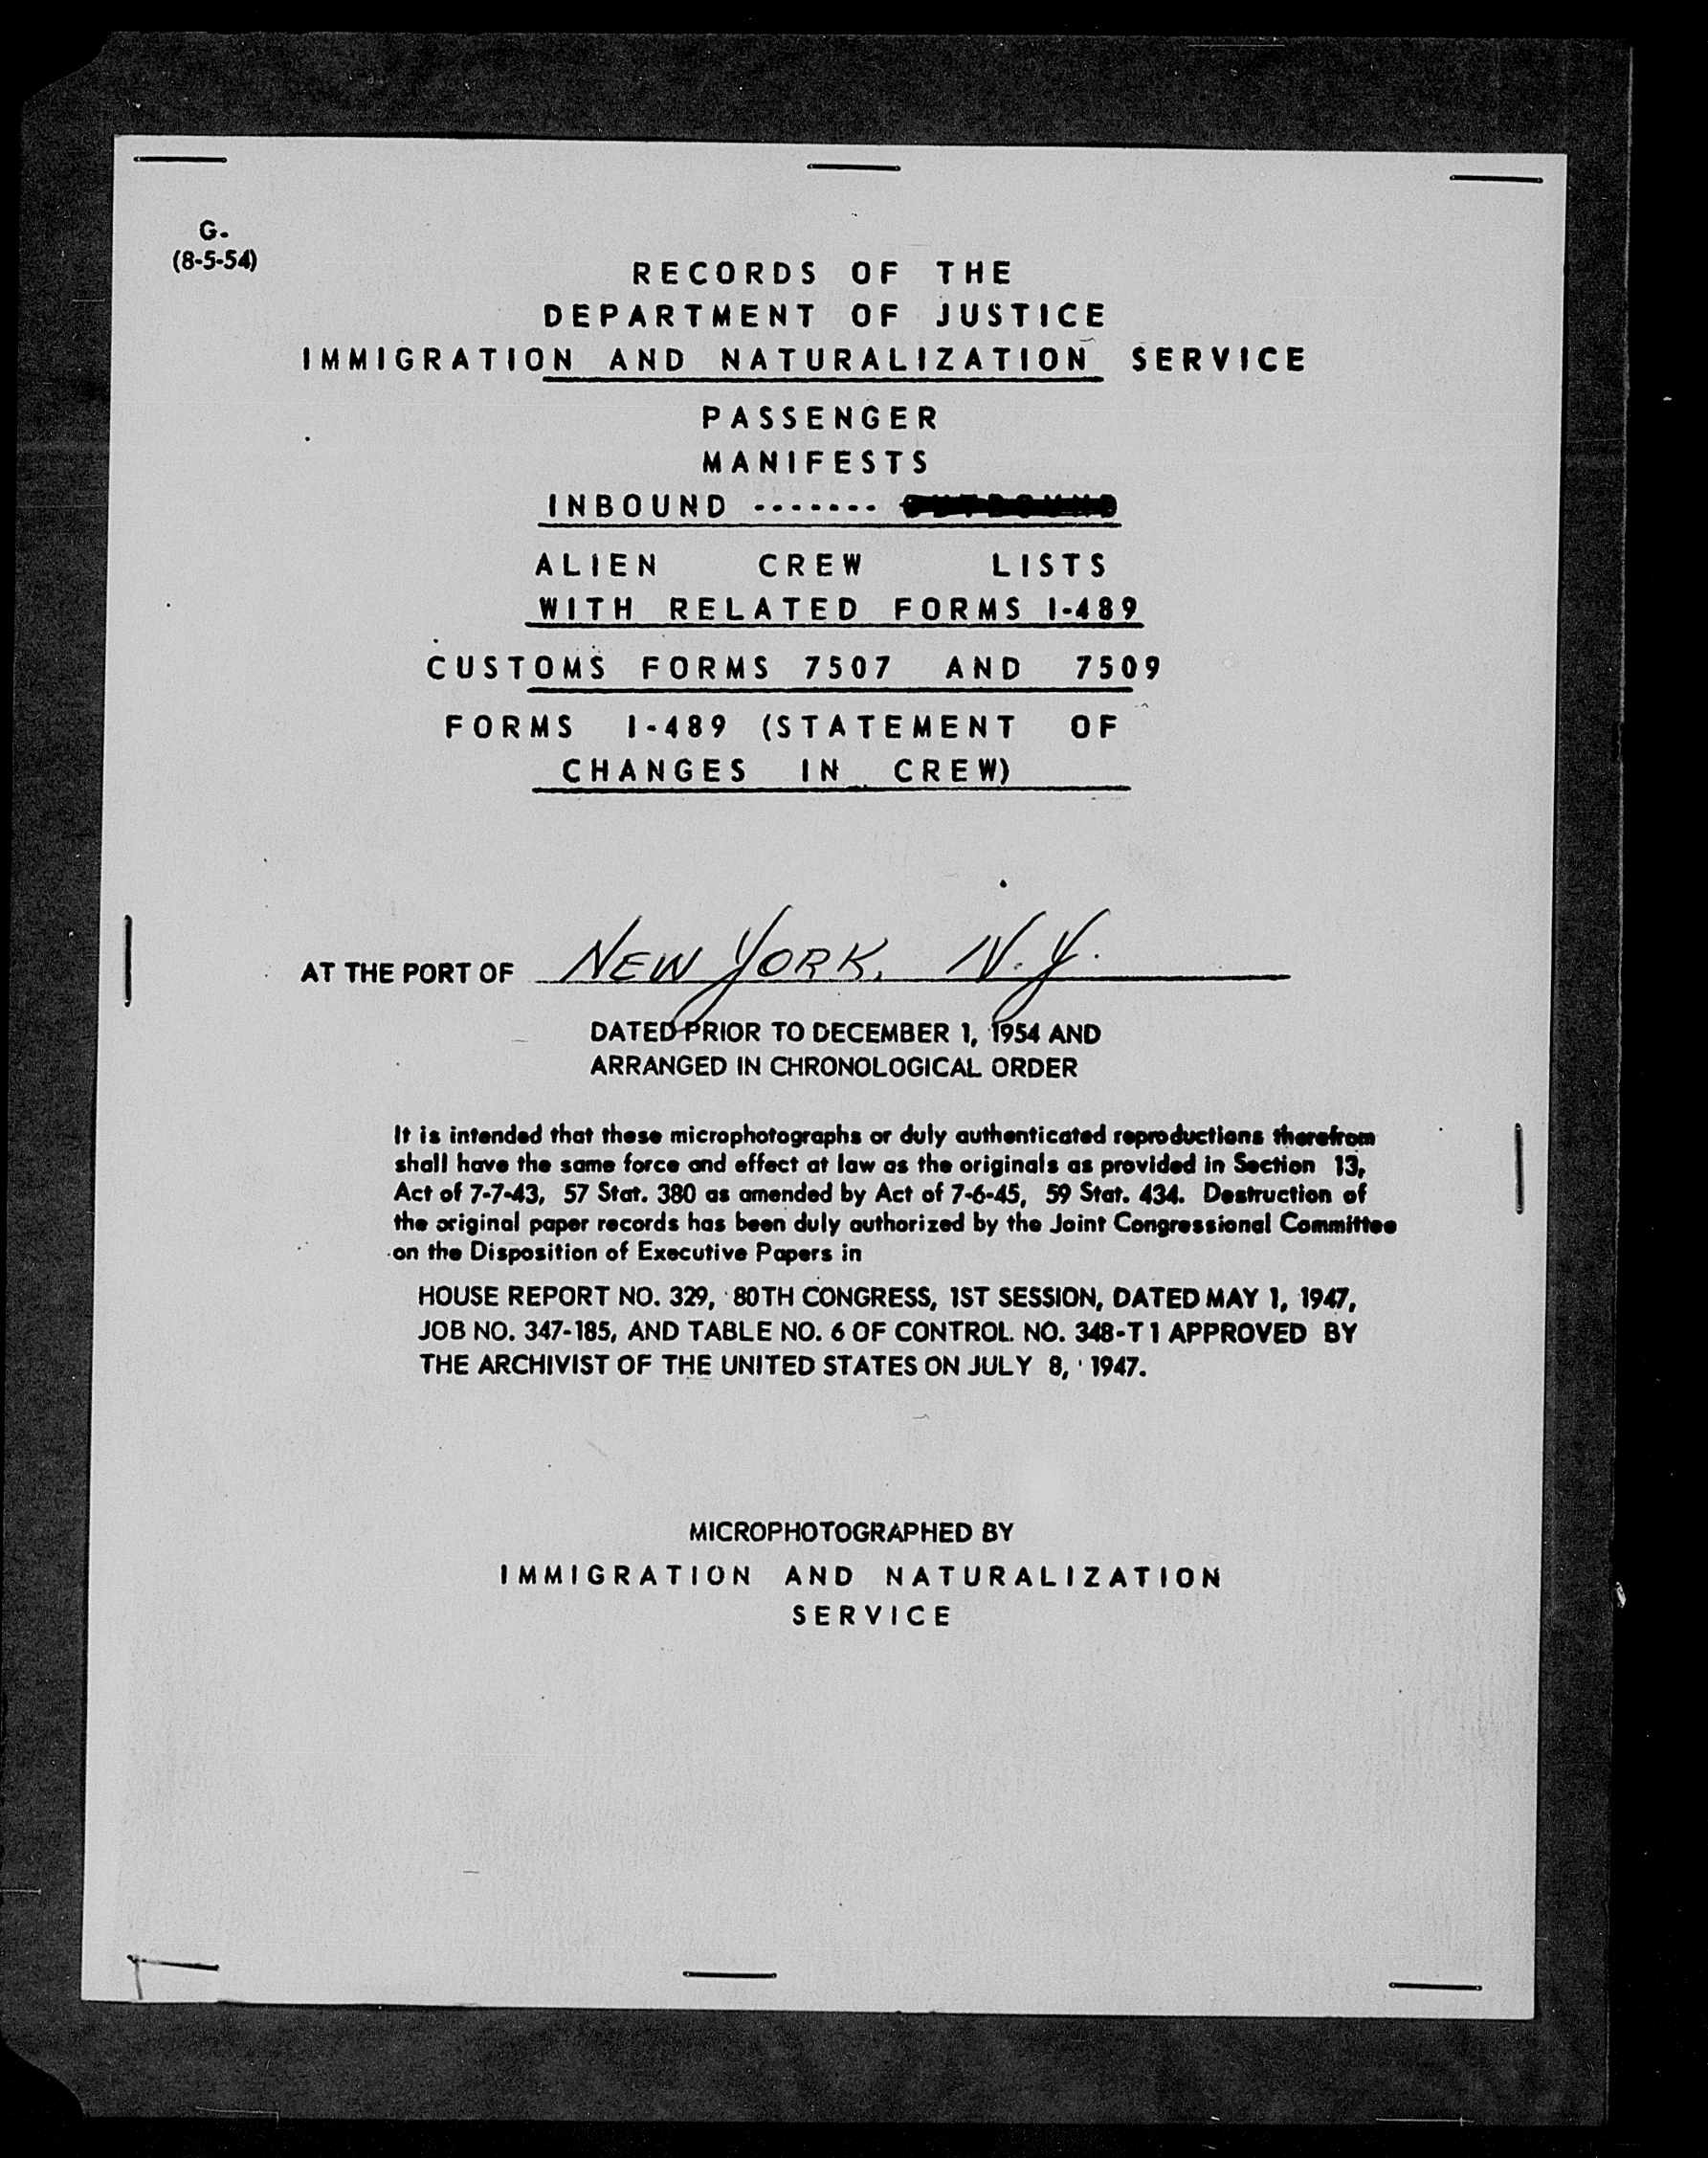 G-
(8-5-54)
RECORDS OF THE
DEPARTMENT OF JUSTICE
IMMIGRATION AND NATURALIZATION SERVICE
PASSENGER
MANIFESTS
INBOUND -------
ALIEN CREW LISTS
WITH RELATED FORMS I-489
CUSTOMS FORMS 7507 AND 7509
FORMS I-489 (STATEMENT OF
CHANGES IN CREW)
AT THE PORT OF NEW YORK, N.Y.
DATED PRIOR TO DECEMBER 1, 1954 AND
ARRANGED IN CHRONOLOGICAL ORDER
It is intended that these microphotographs or duly authenticated reproductions therefrom
shall have the same force and effect at law as the originals as provided in Section 13,
Act of 7-7-43, 57 Stat. 380 as amended by Act of 7-6-45, 59 Stat. 434. Destruction of
the original paper records has been duly authorized by the Joint Congressional Committee
on the Disposition of Executive Papers in
HOUSE REPORT NO. 329, 80TH CONGRESS, 1ST SESSION, DATED MAY 1, 1947,
JOB NO. 347-185, AND TABLE NO. 6 OF CONTROL NO. 348-T1 APPROVED BY
THE ARCHIVIST OF THE UNITED STATES ON JULY 8, 1947.
MICROPHOTOGRAPHED BY
IMMIGRATION AND NATURALIZATION
SERVICE